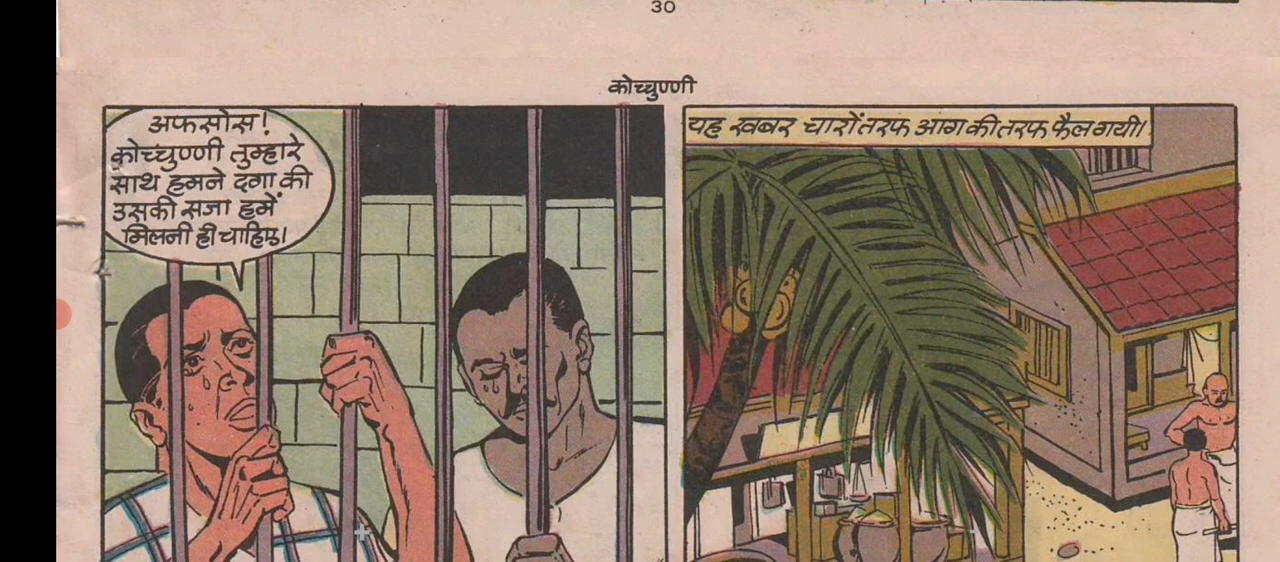 30
कोच्चुण्णी
अफसोस!
कोच्चुण्णी तुम्हारे
साथ हमने दगा की
उसकी सजा हमें
मिलनी ही चाहिए।
यह खबर चारों तरफ आग की तरफ फैल गयी।